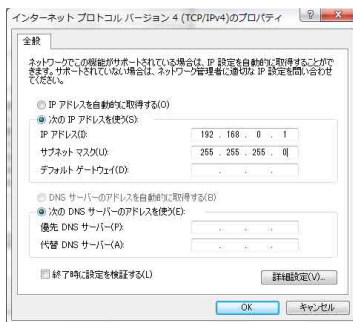 インターネット プロトコル バージョン 4 (TCP/IPv4)のプロパティ
全般
ネットワークでこの機能がサポートされている場合は、IP 設定を自動的に取得することがで
きます。サポートされていない場合は、ネットワーク管理者に適切な IP 設定を問い合わせ
てください。
IP アドレスを自動的に取得する(O)
次の IP アドレスを使う(S):
IP アドレス(I): 192 . 168 . 0 . 1
サブネット マスク(U): 255 . 255 . 255 . 0
デフォルト ゲートウェイ(D): . . .
DNS サーバーのアドレスを自動的に取得する(B)
次の DNS サーバーのアドレスを使う(E):
優先 DNS サーバー(P): . . .
代替 DNS サーバー(A): . . .
終了時に設定を検証する(L)
詳細設定(V)...
OK キャンセル